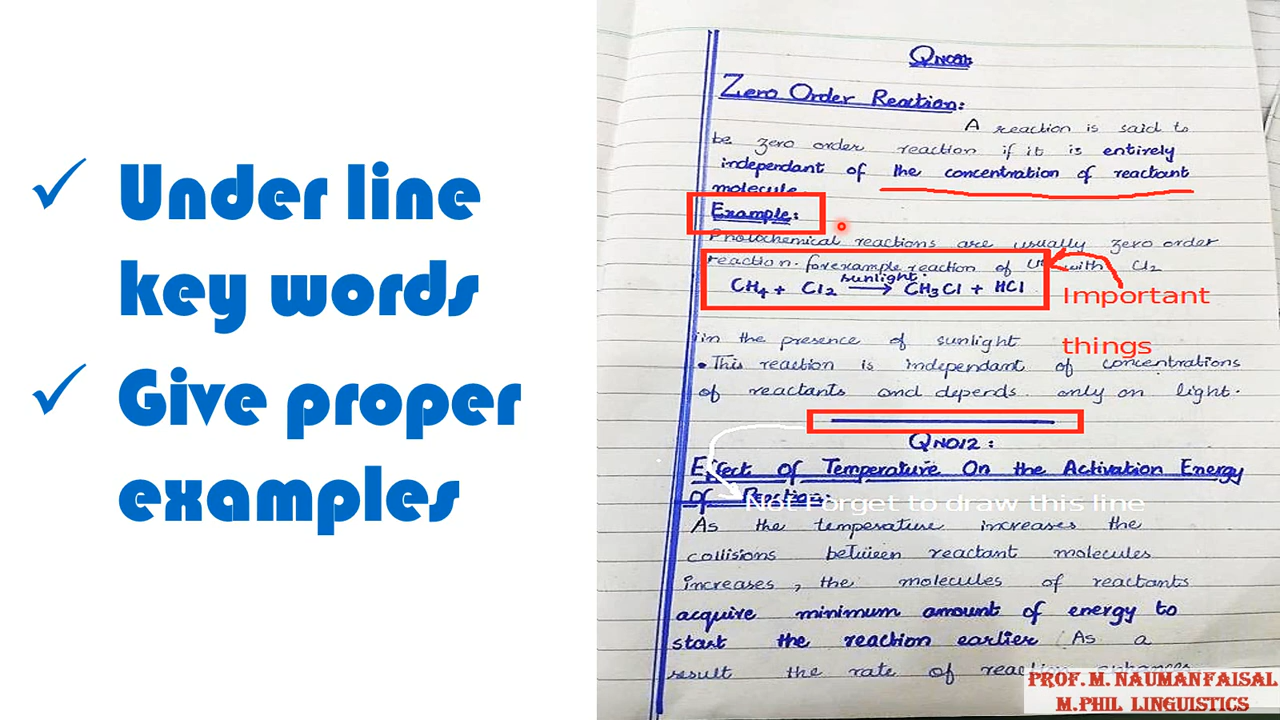 Under line
key words
Give proper
examples
Zero Order Reaction:
A reaction is said to
be zero order reaction if it is entirely
independant of the concentration of reactant
molecule.
Example:
Photochemical reactions are usually zero order
reaction. for example reaction of with Cl2
sunlight
CH4 + Cl2 → CH3Cl + HCl
Important
things
in the presence of sunlight
• This reaction is independant of concentrations
of reactants and depends only on light.
QNO12:
Effect Of Temperature On the Activation Energy
Of Reaction:
Not Forget to draw this line
As the temperature increases the
collisions between reactant molecules
increases, the molecules of reactants
acquire minimum amount of energy to
start the reaction earlier. As a
result the rate of reaction enhances
Prof. M. Nauman Faisal
M.Phil Linguistics